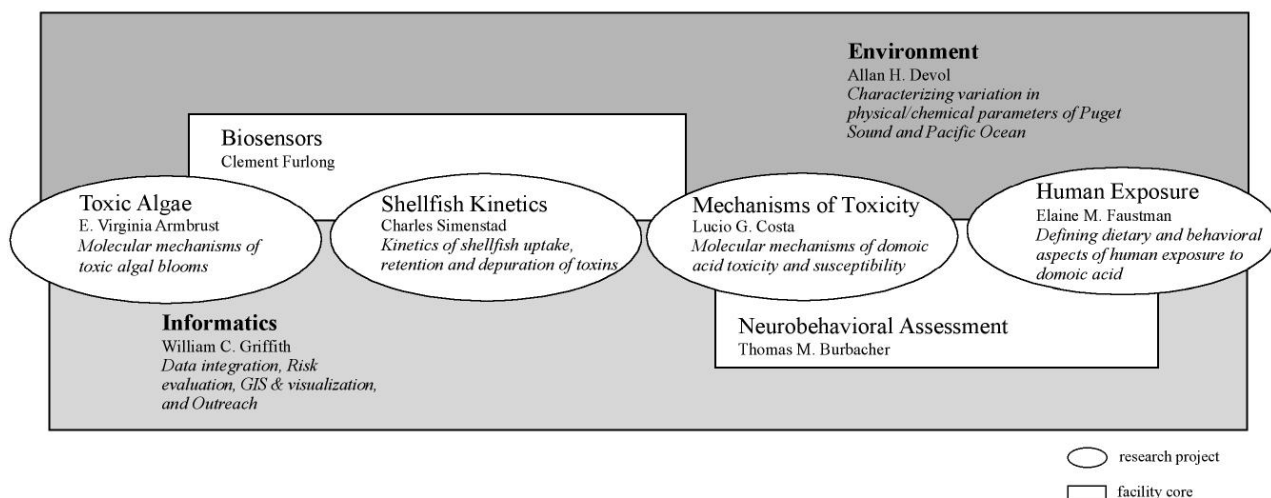 Environment
Allan H. Devol
Characterizing variation in
physical/chemical parameters of Puget
Sound and Pacific Ocean
Biosensors
Clement Furlong
Toxic Algae
E. Virginia Armbrust
Molecular mechanisms of
toxic algal blooms
Shellfish Kinetics
Charles Simenstad
Kinetics of shellfish uptake,
retention and depuration of toxins
Mechanisms of Toxicity
Lucio G. Costa
Molecular mechanisms of domoic
acid toxicity and susceptibility
Human Exposure
Elaine M. Faustman
Defining dietary and behavioral
aspects of human exposure to
domoic acid
Informatics
William C. Griffith
Data integration, Risk
evaluation, GIS & visualization,
and Outreach
Neurobehavioral Assessment
Thomas M. Burbacher
research project
facility core